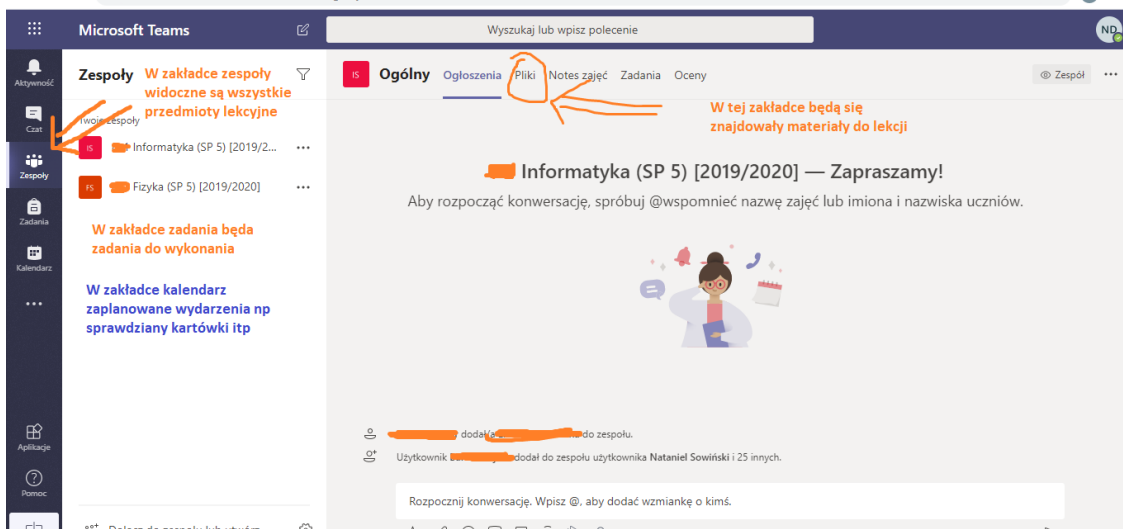 Microsoft Teams
Wyszukaj lub wpisz polecenie
ND
Aktywność
Czat
Zespoły
Zadania
Kalendarz
Aplikacje
Pomoc
Zespoły
W zakładce zespoły
widoczne są wszystkie
przedmioty lekcyjne
Twoje zespoły
IS Informatyka (SP 5) [2019/2...
FS Fizyka (SP 5) [2019/2020]
W zakładce zadania będa
zadania do wykonania
W zakładce kalendarz
zaplanowane wydarzenia np
sprawdziany kartówki itp
IS Ogólny Ogłoszenia Pliki Notes zajęć Zadania Oceny
Zespół
W tej zakładce będą się
znajdowały materiały do lekcji
Informatyka (SP 5) [2019/2020] — Zapraszamy!
Aby rozpocząć konwersację, spróbuj @wspomnieć nazwę zajęć lub imiona i nazwiska uczniów.
dodał/a do zespołu.
Użytkownik dodał do zespołu użytkownika Nataniel Sowiński i 25 innych.
Rozpocznij konwersację. Wpisz @, aby dodać wzmiankę o kimś.